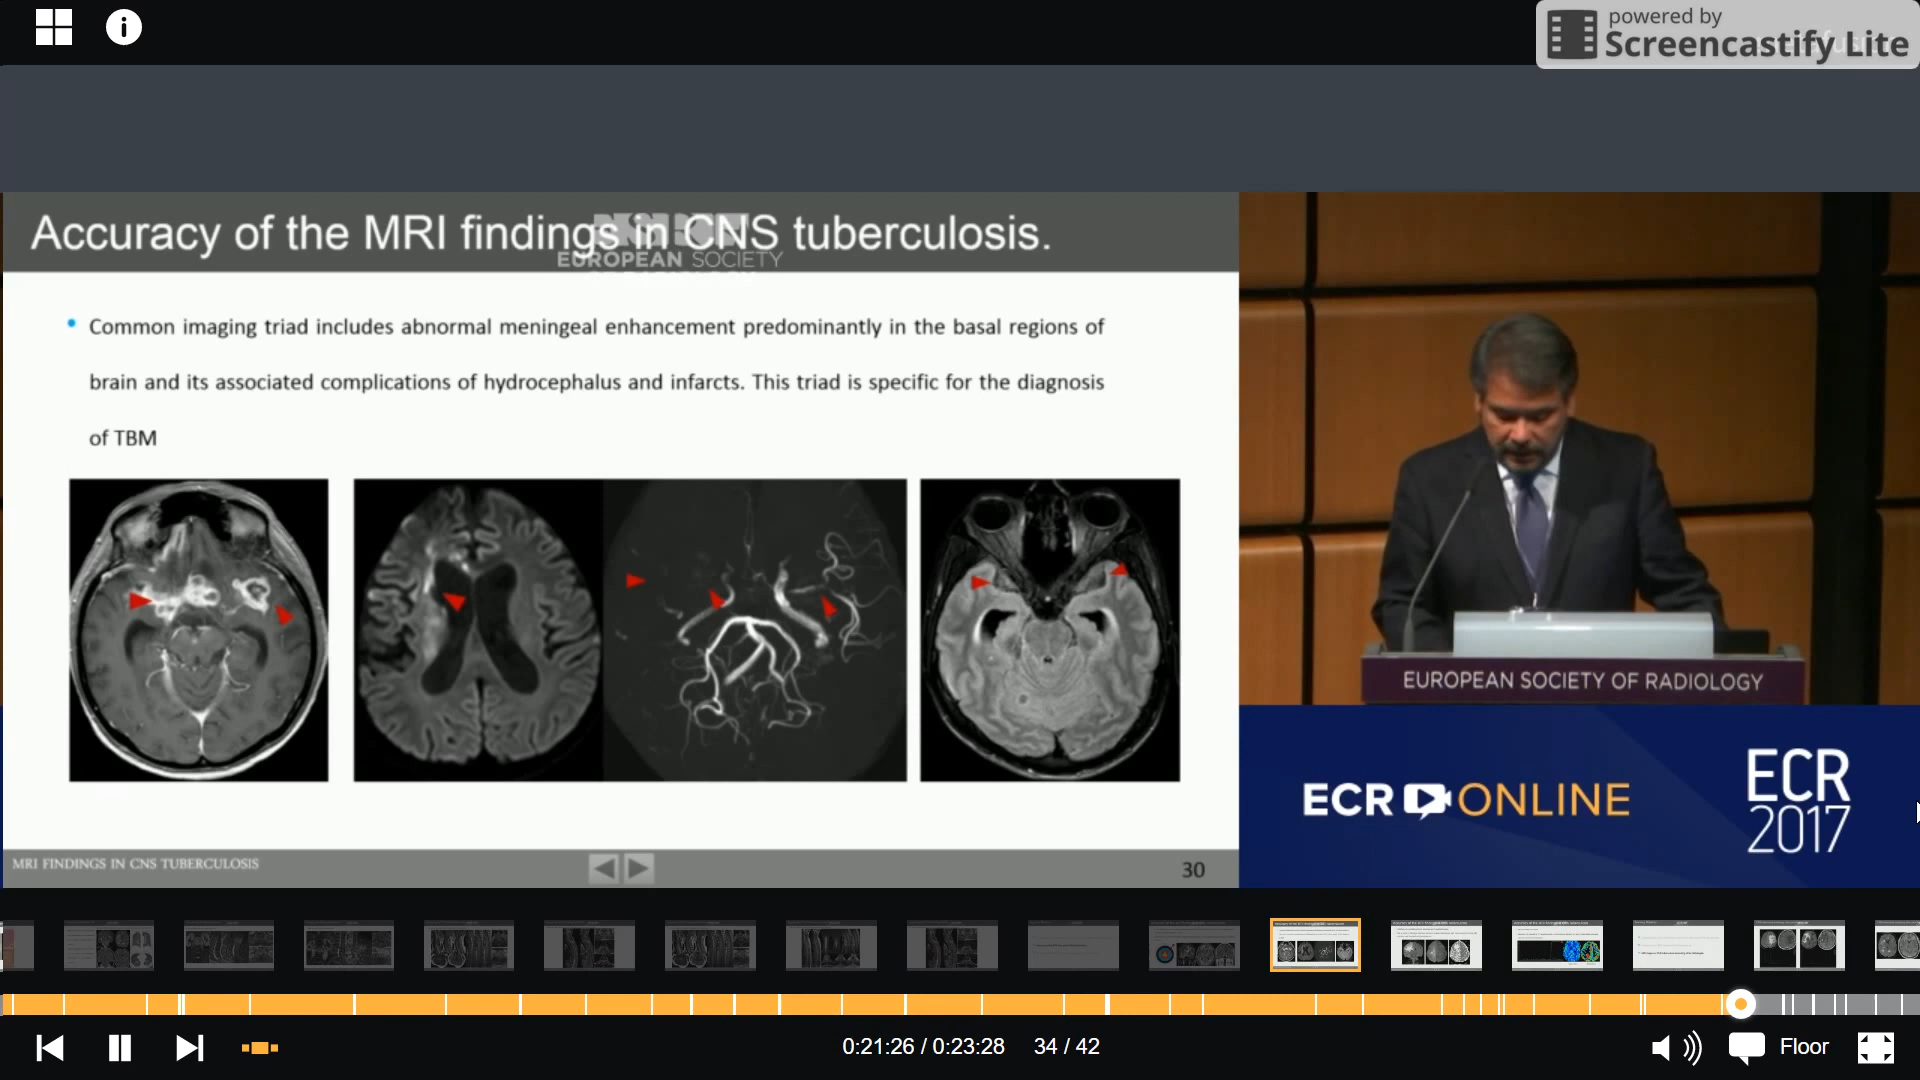 powered by
Screencastify Lite
Accuracy of the MRI findings in CNS tuberculosis.
EUROPEAN SOCIETY
• Common imaging triad includes abnormal meningeal enhancement predominantly in the basal regions of
brain and its associated complications of hydrocephalus and infarcts. This triad is specific for the diagnosis
of TBM
EUROPEAN SOCIETY OF RADIOLOGY
ECR ONLINE
ECR
2017
MRI FINDINGS IN CNS TUBERCULOSIS
30
0:21:26 / 0:23:28 34 / 42
Floor